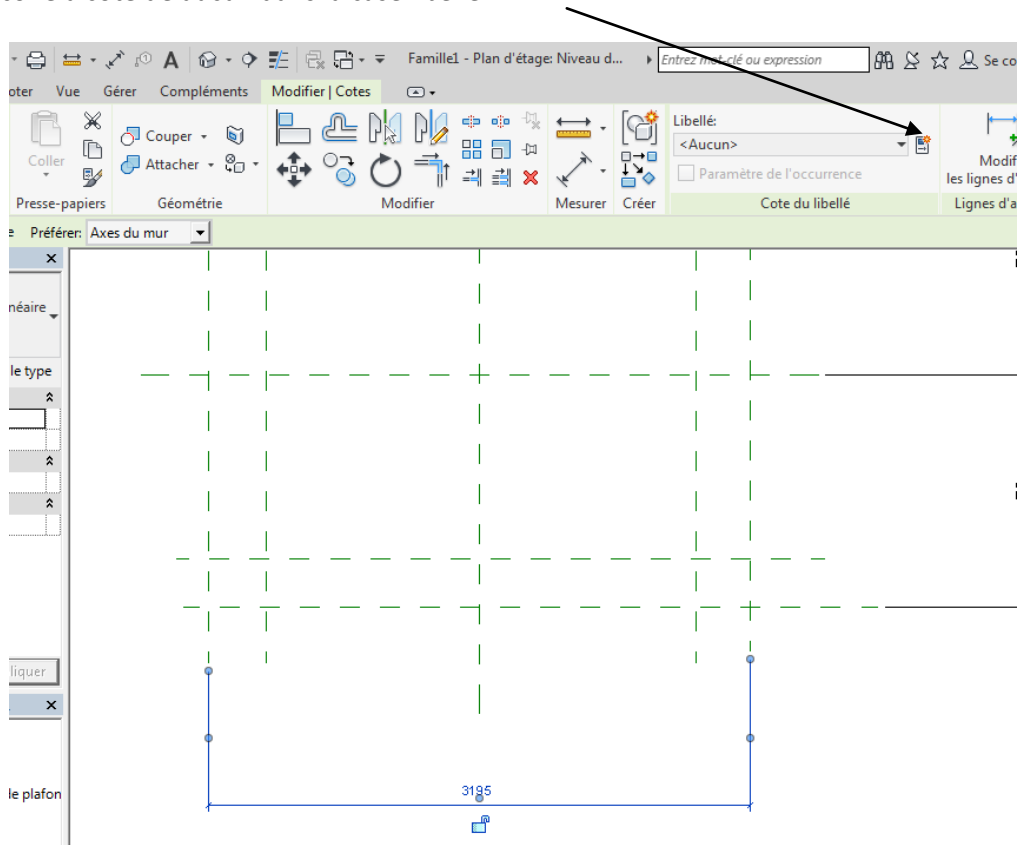 Famille1 - Plan d'étage: Niveau d...
Entrez mot-clé ou expression
Se co
oter Vue Gérer Compléments Modifier | Cotes
Coller
Couper
Attacher
Libellé:
<Aucun>
Paramètre de l'occurrence
Modif
les lignes d'
Presse-papiers Géométrie Modifier Mesurer Créer Cote du libellé Lignes d'a
Préférer: Axes du mur
néaire
le type
liquer
le plafon
3195